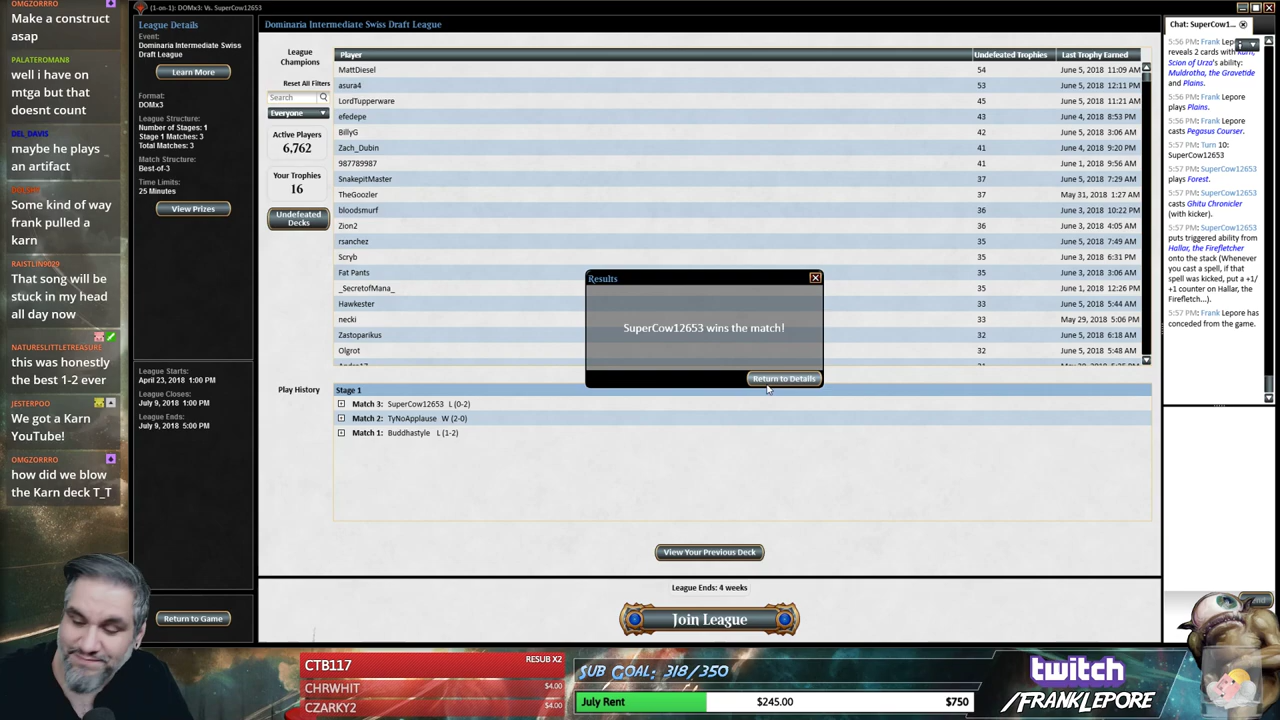 OMGZORRRO
Make a construct
asap
PALATEROMAN8
well i have on
mtga but that
doesnt count
DEL_DAVIS
maybe he plays
an artifact
Some kind of way
frank pulled a
karn
RAISTLIN9029
That song will be
stuck in my head
all day now
NATURESLITTLETREASURE
this was honestly
the best 1-2 ever
JESTERPOO
We got a Karn
YouTube!
OMGZORRRO
how did we blow
the Karn deck T_T
(1-on-1): DOMx3: Vs. SuperCow12653
League Details
Event:
Dominaria Intermediate Swiss
Draft League
Learn More
Format:
DOMx3
League Structure:
Number of Stages: 1
Stage 1 Matches: 3
Total Matches: 3
Match Structure:
Best-of-3
Time Limits:
25 Minutes
View Prizes
League Starts:
April 23, 2018 1:00 PM
League Closes:
July 9, 2018 1:00 PM
League Ends:
July 9, 2018 5:00 PM
Return to Game
Dominaria Intermediate Swiss Draft League
League
Champions
Reset All Filters
Search
Everyone
Active Players
6,762
Your Trophies
16
Undefeated
Decks
Player Undefeated Trophies Last Trophy Earned
MattDiesel 54 June 5, 2018 11:09 AM
asura4 53 June 5, 2018 12:11 PM
LordTupperware 45 June 5, 2018 11:21 AM
efedepe 43 June 4, 2018 8:53 PM
BillyG 42 June 5, 2018 3:06 AM
Zach_Dubin 41 June 4, 2018 9:20 PM
987789987 41 June 1, 2018 9:56 AM
SnakepitMaster 37 June 5, 2018 7:29 AM
TheGoozler 37 May 31, 2018 1:27 AM
bloodsmurf 36 June 3, 2018 10:22 PM
Zion2 36 June 3, 2018 4:05 AM
rsanchez 35 June 5, 2018 7:49 AM
Scryb 35 June 3, 2018 6:31 PM
Fat Pants 35 June 3, 2018 3:06 AM
_SecretofMana_ 35 June 1, 2018 12:26 PM
Hawkester 33 June 5, 2018 5:44 AM
necki 33 May 29, 2018 5:06 PM
Zastoparikus 32 June 5, 2018 6:18 AM
Olgrot 32 June 5, 2018 5:48 AM
Results
SuperCow12653 wins the match!
Return to Details
Play History
Stage 1
Match 3: SuperCow12653 L (0-2)
Match 2: TyNoApplause W (2-0)
Match 1: Buddhastyle L (1-2)
View Your Previous Deck
League Ends: 4 weeks
Join League
Chat: SuperCow1...
5:56 PM: Frank Lepore
reveals 2 cards with Karn,
Scion of Urza's ability:
Muldrotha, the Gravetide
and Plains.
5:56 PM: Frank Lepore
plays Plains.
5:56 PM: Frank Lepore
casts Pegasus Courser.
5:57 PM: Turn 10:
SuperCow12653
5:57 PM: SuperCow12653
plays Forest.
5:57 PM: SuperCow12653
casts Ghitu Chronicler
(with kicker).
5:57 PM: SuperCow12653
puts triggered ability from
Hallar, the Firefletcher
onto the stack (Whenever
you cast a spell, if that
spell was kicked, put a +1/
+1 counter on Hallar, the
Firefletch...).
5:57 PM: Frank Lepore has
conceded from the game.
CTB117 RESUB X2
CHRWHIT $4.00
CZARKY2 $4.00
SUB GOAL: 318/350
July Rent $245.00 $750
twitch
/FRANKLEPORE